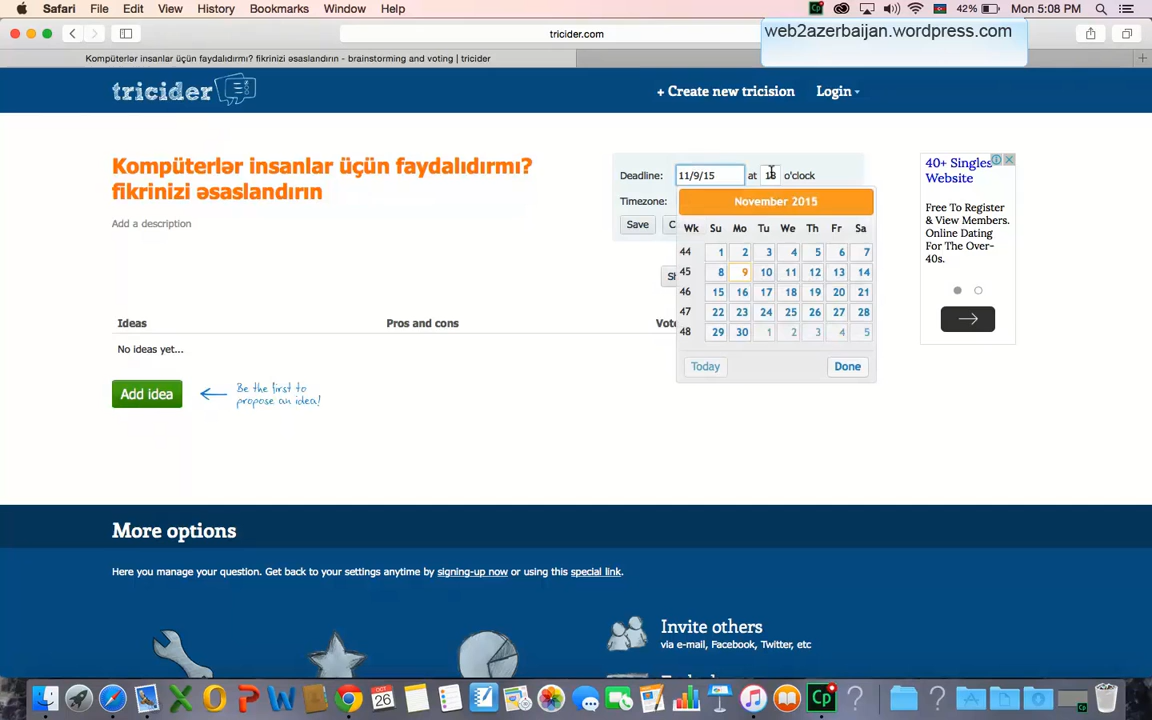 Safari File Edit View History Bookmarks Window Help 42% Mon 5:08 PM
tricider.com
web2azerbaijan.wordpress.com
Kompüterlər insanlar üçün faydalıdırmı? fikrinizi əsaslandırın - brainstorming and voting | tricider
tricider
+ Create new tricision Login
Kompüterlər insanlar üçün faydalıdırmı?
fikrinizi əsaslandırın
Add a description
Deadline: 11/9/15 at 18 o'clock
Timezone:
Save C
November 2015
Wk Su Mo Tu We Th Fr Sa
44 1 2 3 4 5 6 7
45 8 9 10 11 12 13 14
46 15 16 17 18 19 20 21
47 22 23 24 25 26 27 28
48 29 30 1 2 3 4 5
Today Done
Sh
Ideas Pros and cons Vot
No ideas yet...
Add idea
Be the first to
propose an idea!
40+ Singles
Website
Free To Register
& View Members.
Online Dating
For The Over-
40s.
More options
Here you manage your question. Get back to your settings anytime by signing-up now or using this special link.
Invite others
via e-mail, Facebook, Twitter, etc
OCT
26
Cp